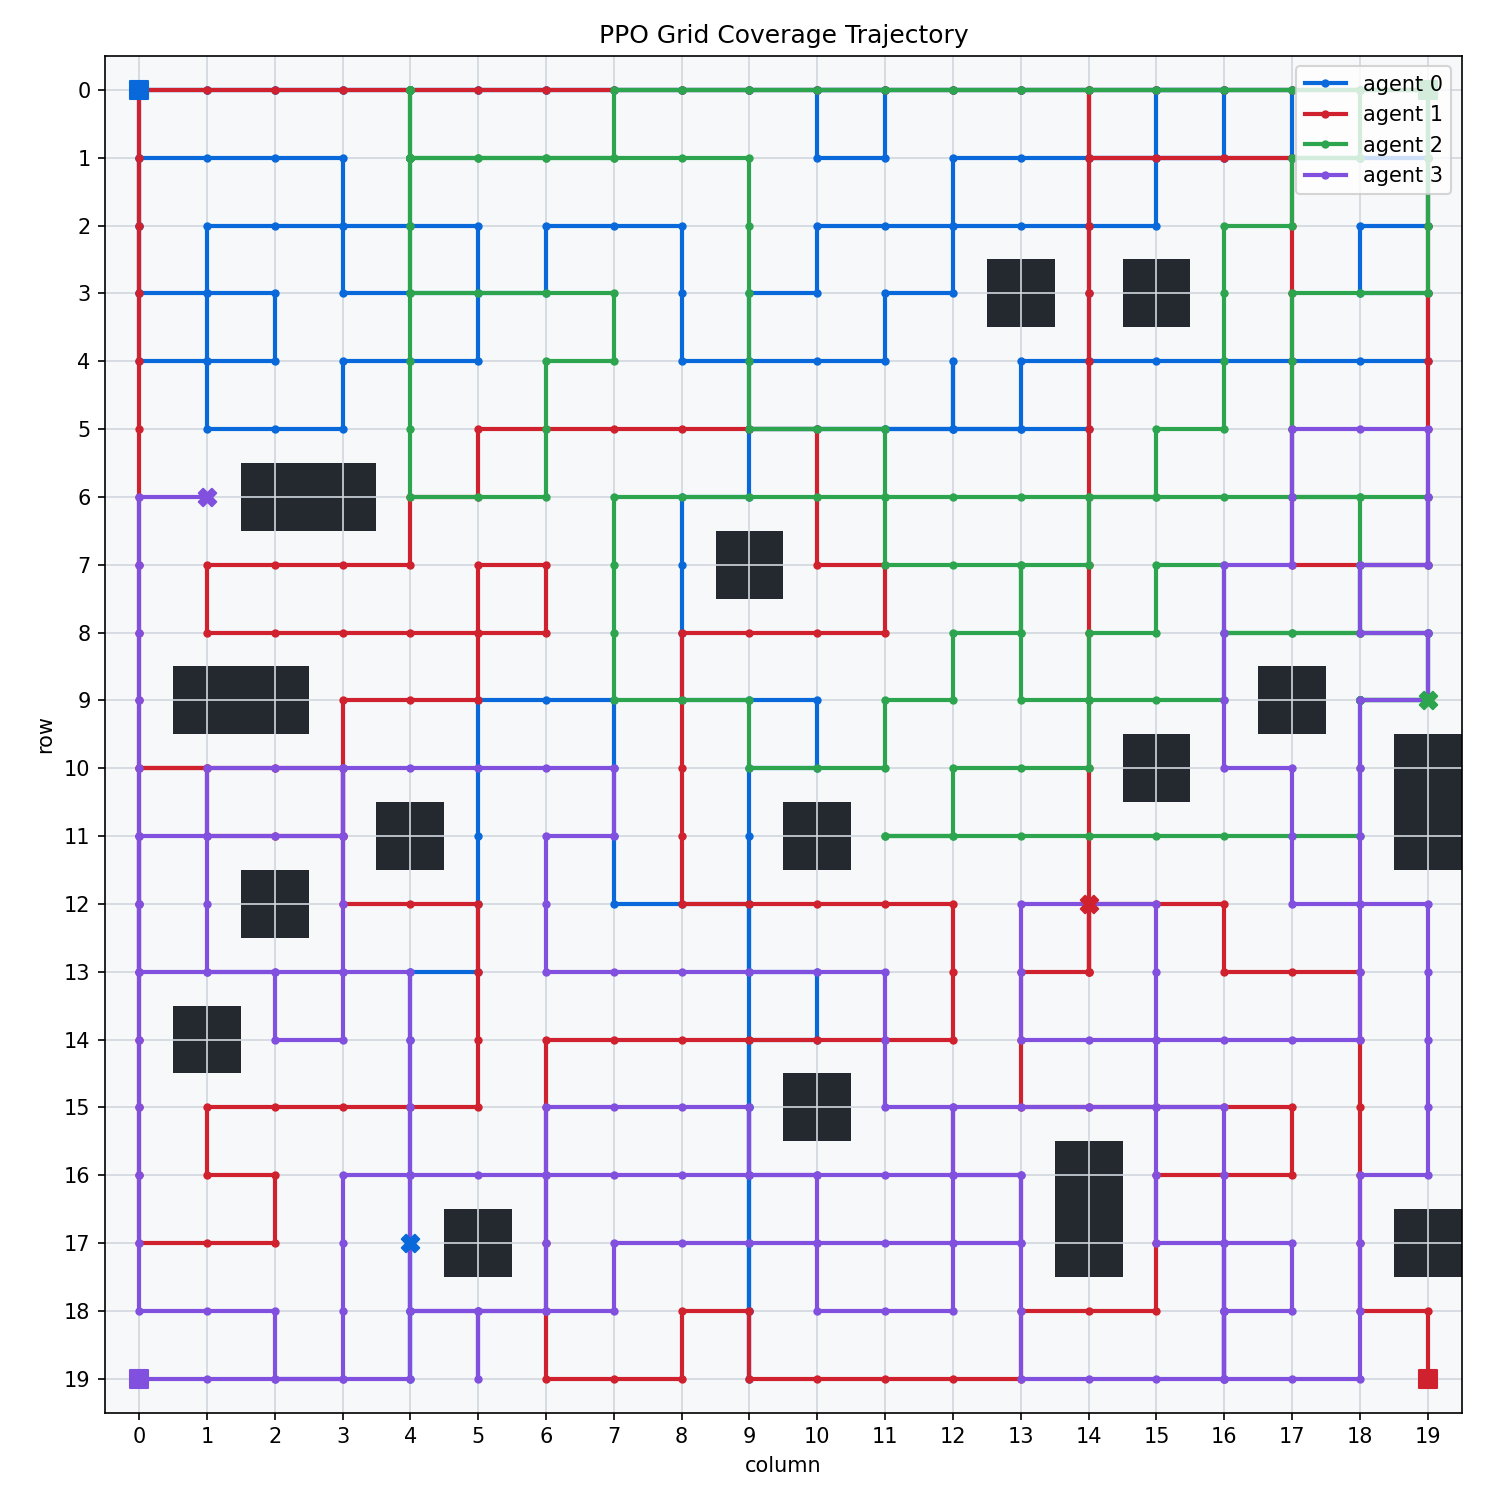 PPO Grid Coverage Trajectory
agent 0
agent 1
agent 2
agent 3
0
1
2
3
4
5
6
7
8
9
10
11
12
13
14
15
16
17
18
19
row
0 1 2 3 4 5 6 7 8 9 10 11 12 13 14 15 16 17 18 19
column